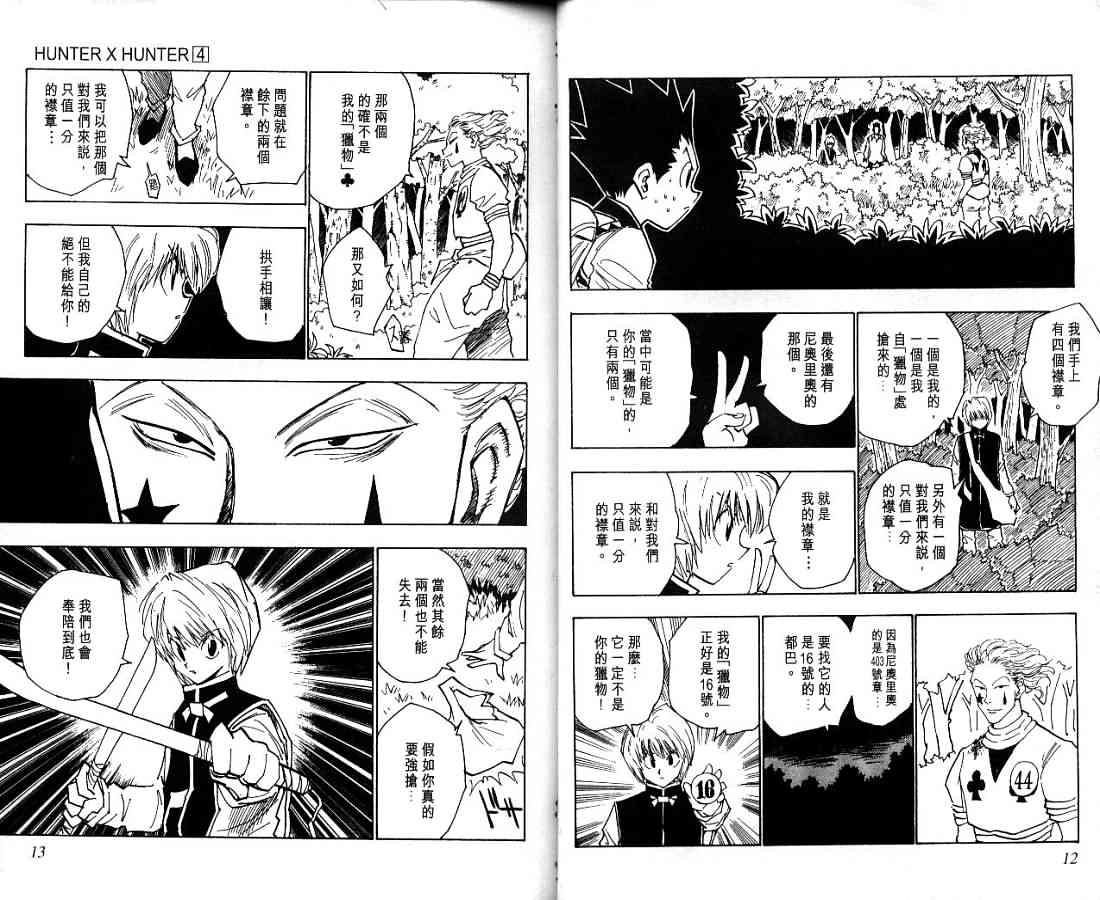 我們手上
有四個襟章。
一個是我的，
一個是我
自「獵物」處
搶來的…
另外有一個
對我們來說，
只值一分
的襟章…
最後還有
尼奧里奧的
那個。
當中可能是
你的「獵物」的，
只有兩個。
就是
我的襟章…
和對我們
來說，
只值一分
的襟章。
44
因為尼奧里奧
的是403號章…
要找它的人
是16號的…
都巴。
我的「獵物」
正好是16號。
那麼…
它一定不是
你的獵物！
16
12
HUNTER X HUNTER 4
那兩個
的確不是
我的「獵物」♣
那又如何？
問題就在
餘下的兩個
襟章。
我可以把那個
對我們來說，
只值一分
的襟章…
拱手相讓！
但我自己的
絕不能給你！
當然其餘
兩個也不能
失去！
假如你真的
要強搶…
ドサ
我們也會
奉陪到底！
13